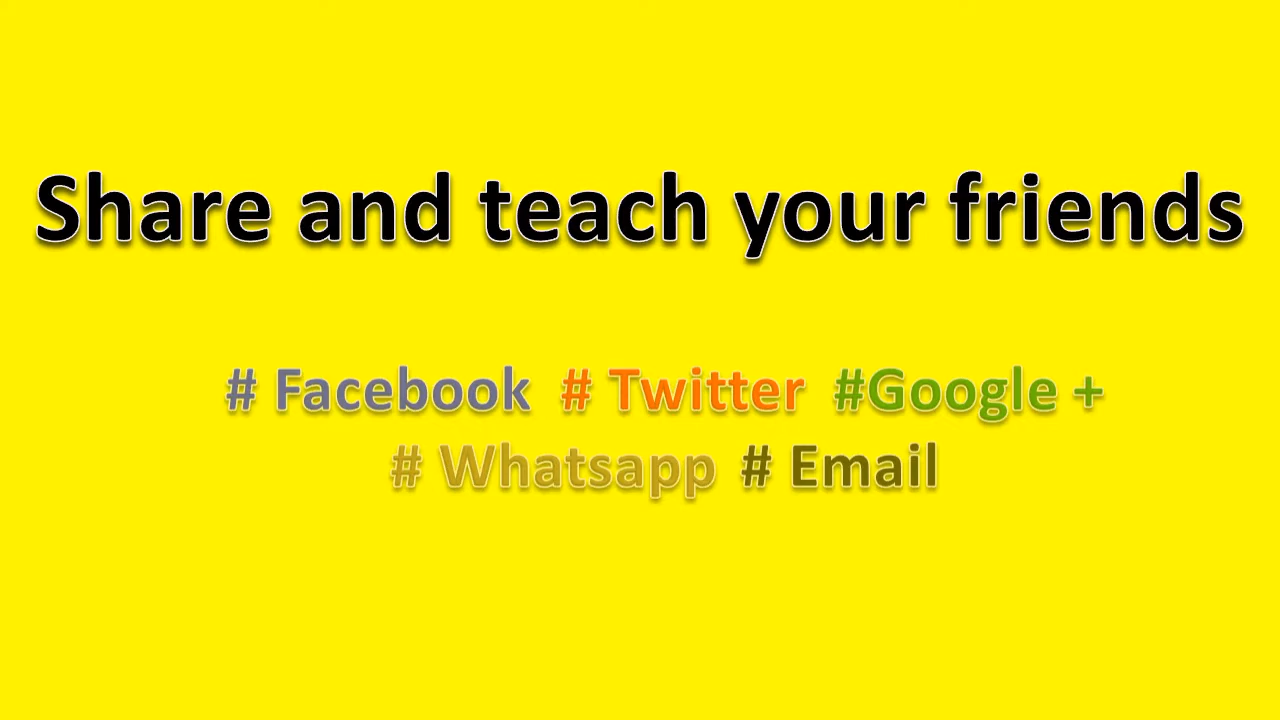 Share and teach your friends
# Facebook # Twitter #Google +
# Whatsapp # Email